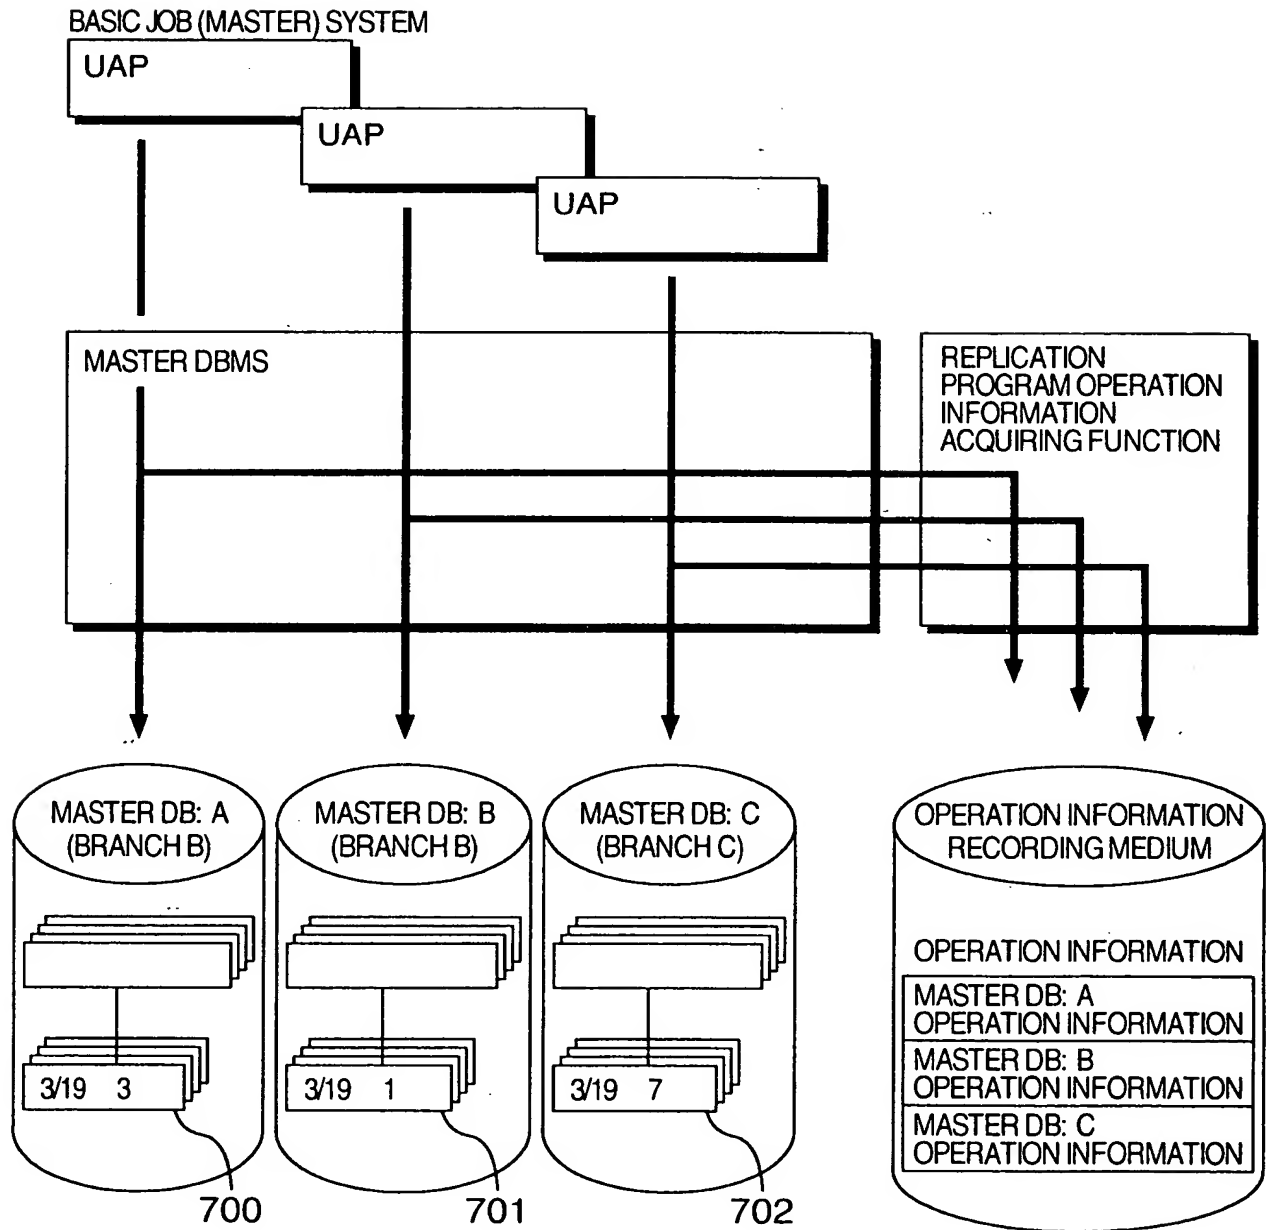 BASIC JOB (MASTER) SYSTEM
UAP
UAP
UAP
MASTER DBMS
REPLICATION
PROGRAM OPERATION
INFORMATION
ACQUIRING FUNCTION
MASTER DB: A
(BRANCH B)
MASTER DB: B
(BRANCH B)
MASTER DB: C
(BRANCH C)
OPERATION INFORMATION
RECORDING MEDIUM
OPERATION INFORMATION
MASTER DB: A
OPERATION INFORMATION
MASTER DB: B
OPERATION INFORMATION
MASTER DB: C
OPERATION INFORMATION
3/19 3
3/19 1
3/19 7
700
701
702